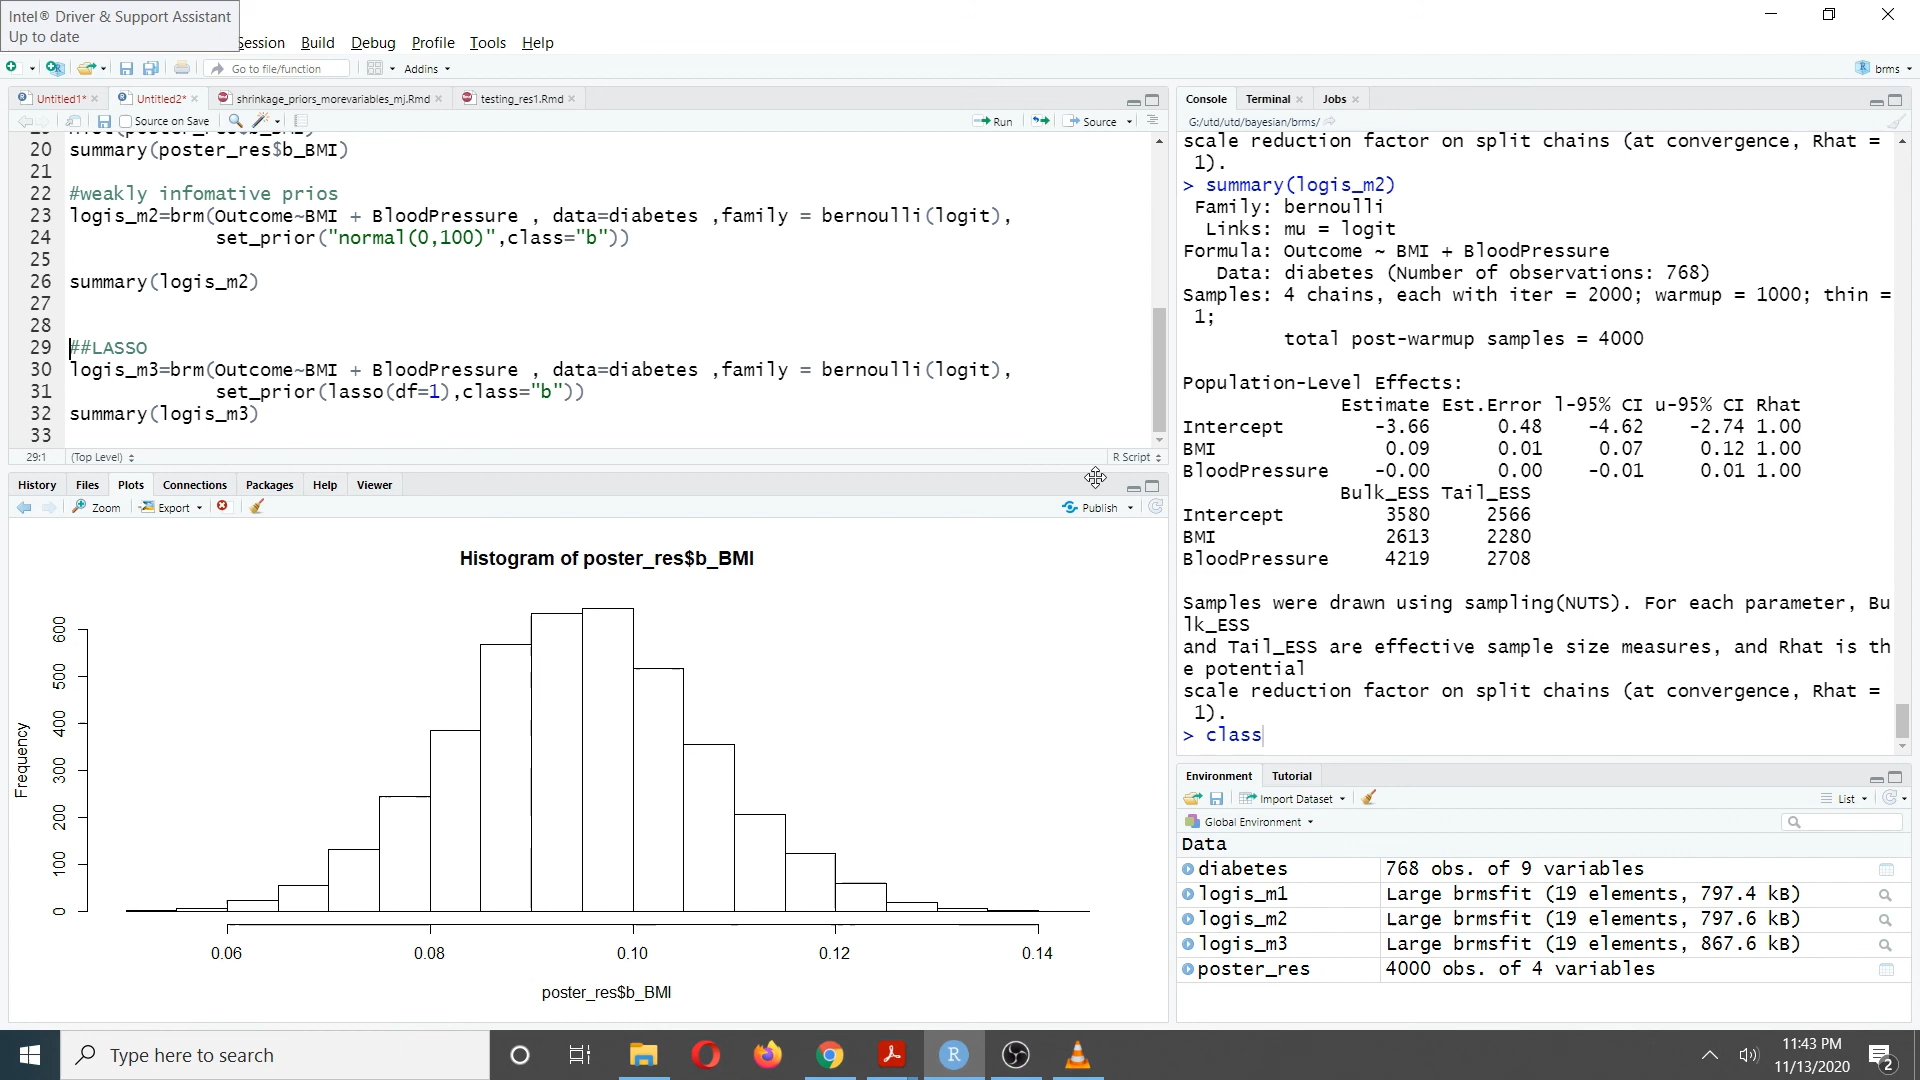 Intel® Driver & Support Assistant
Up to date
Session Build Debug Profile Tools Help
Go to file/function
Addins
brms
Untitled1*
Untitled2*
shrinkage_priors_morevariables_mj.Rmd
testing_res1.Rmd
Source on Save
Run
Source
20 summary(poster_res$b_BMI)
21
22 #weakly infomative prios
23 logis_m2=brm(Outcome~BMI + BloodPressure , data=diabetes ,family = bernoulli(logit),
24 set_prior("normal(0,100)",class="b"))
25
26 summary(logis_m2)
27
28
29 ##LASSO
30 logis_m3=brm(Outcome~BMI + BloodPressure , data=diabetes ,family = bernoulli(logit),
31 set_prior(lasso(df=1),class="b"))
32 summary(logis_m3)
33
29:1 (Top Level) R Script
History Files Plots Connections Packages Help Viewer
Zoom Export Publish
Histogram of poster_res$b_BMI
Frequency
0 100 200 300 400 500 600
0.06 0.08 0.10 0.12 0.14
poster_res$b_BMI
Console Terminal Jobs
G:/utd/utd/bayesian/brms/
scale reduction factor on split chains (at convergence, Rhat =
1).
> summary(logis_m2)
Family: bernoulli
Links: mu = logit
Formula: Outcome ~ BMI + BloodPressure
Data: diabetes (Number of observations: 768)
Samples: 4 chains, each with iter = 2000; warmup = 1000; thin =
1;
total post-warmup samples = 4000
Population-Level Effects:
Estimate Est.Error l-95% CI u-95% CI Rhat
Intercept -3.66 0.48 -4.62 -2.74 1.00
BMI 0.09 0.01 0.07 0.12 1.00
BloodPressure -0.00 0.00 -0.01 0.01 1.00
Bulk_ESS Tail_ESS
Intercept 3580 2566
BMI 2613 2280
BloodPressure 4219 2708
Samples were drawn using sampling(NUTS). For each parameter, Bu
lk_ESS
and Tail_ESS are effective sample size measures, and Rhat is th
e potential
scale reduction factor on split chains (at convergence, Rhat =
1).
> class
Environment Tutorial
Import Dataset
List
Global Environment
Data
diabetes 768 obs. of 9 variables
logis_m1 Large brmsfit (19 elements, 797.4 kB)
logis_m2 Large brmsfit (19 elements, 797.6 kB)
logis_m3 Large brmsfit (19 elements, 867.6 kB)
poster_res 4000 obs. of 4 variables
Type here to search
11:43 PM
11/13/2020
2